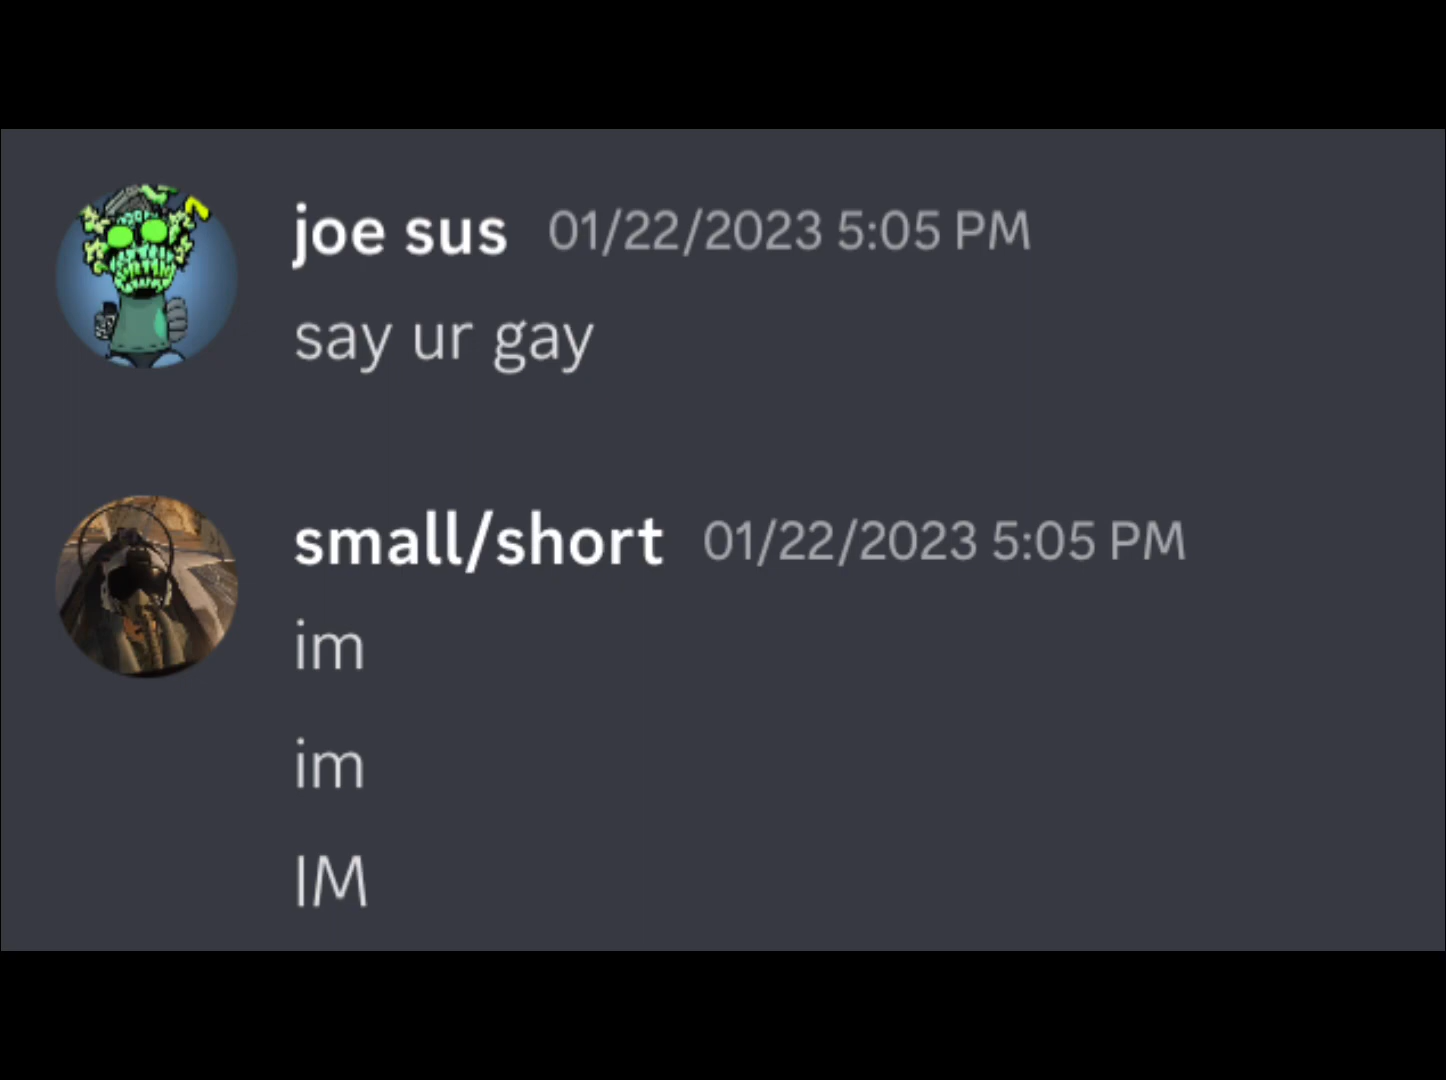 joe sus 01/22/2023 5:05 PM
say ur gay
small/short 01/22/2023 5:05 PM
im
im
IM